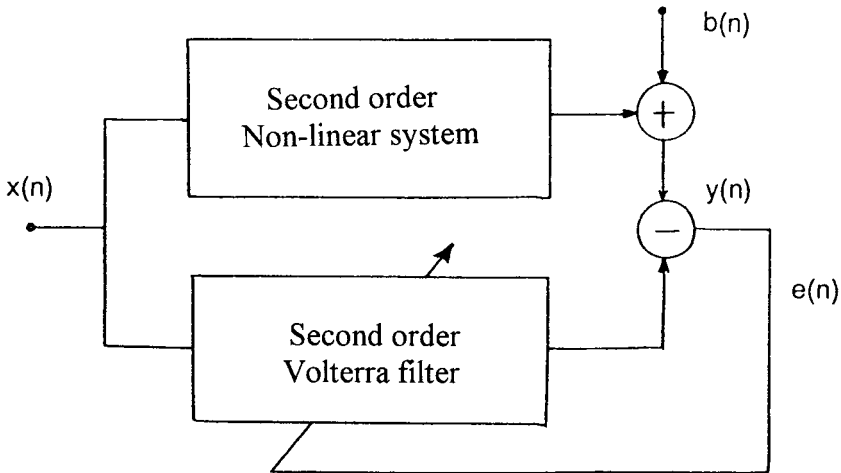 b(n)
Second order
Non-linear system
+
x(n)
y(n)
−
e(n)
Second order
Volterra filter